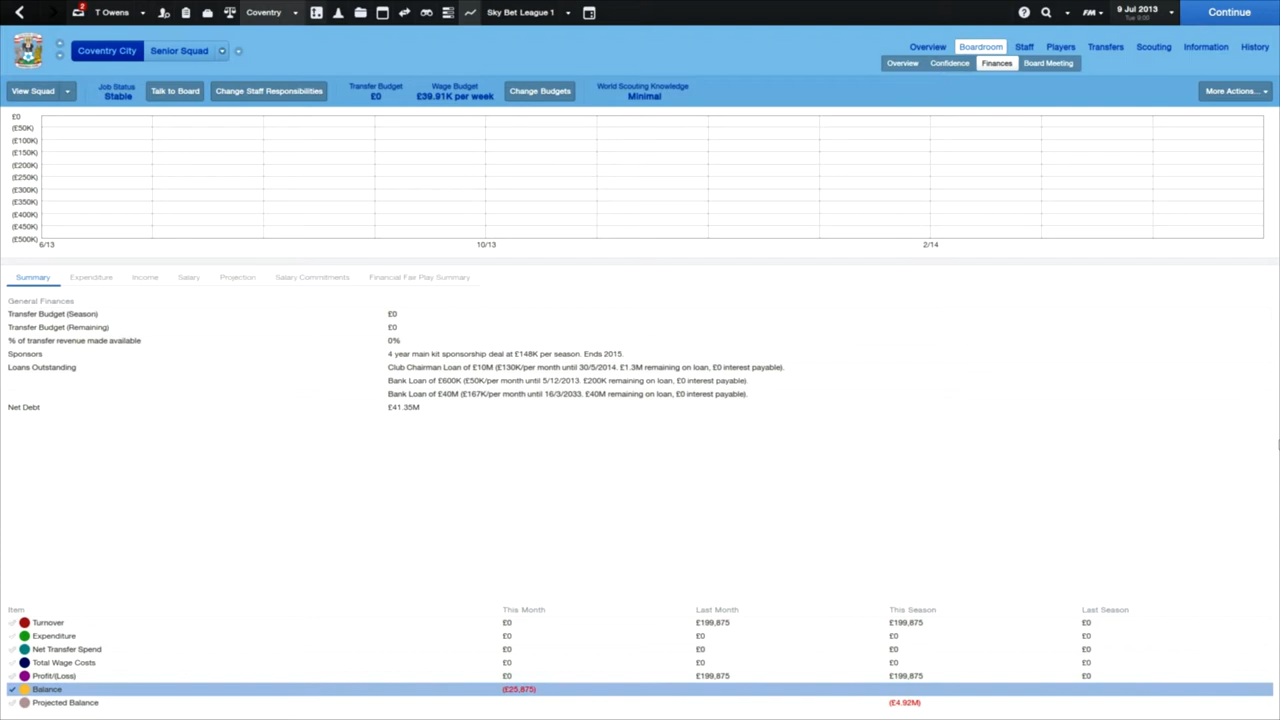 2 T Owens Coventry Sky Bet League 1 FM 9 Jul 2013 Tue 9:00 Continue
Coventry City Senior Squad
Overview Boardroom Staff Players Transfers Scouting Information History
Overview Confidence Finances Board Meeting
View Squad Job Status Stable Talk to Board Change Staff Responsibilities Transfer Budget £0 Wage Budget £39.91K per week Change Budgets World Scouting Knowledge Minimal More Actions...
£0
(£50K)
(£100K)
(£150K)
(£200K)
(£250K)
(£300K)
(£350K)
(£400K)
(£450K)
(£500K)
6/13 10/13 2/14
Summary Expenditure Income Salary Projection Salary Commitments Financial Fair Play Summary
General Finances
Transfer Budget (Season) £0
Transfer Budget (Remaining) £0
% of transfer revenue made available 0%
Sponsors 4 year main kit sponsorship deal at £148K per season. Ends 2015.
Loans Outstanding Club Chairman Loan of £10M (£130K/per month until 30/5/2014. £1.3M remaining on loan, £0 interest payable).
Bank Loan of £600K (£50K/per month until 5/12/2013. £200K remaining on loan, £0 interest payable).
Bank Loan of £40M (£167K/per month until 16/3/2033. £40M remaining on loan, £0 interest payable).
Net Debt £41.35M
Item This Month Last Month This Season Last Season
Turnover £0 £199,875 £199,875 £0
Expenditure £0 £0 £0 £0
Net Transfer Spend £0 £0 £0 £0
Total Wage Costs £0 £0 £0 £0
Profit/(Loss) £0 £199,875 £199,875 £0
Balance (£25,875)
Projected Balance (£4.92M)